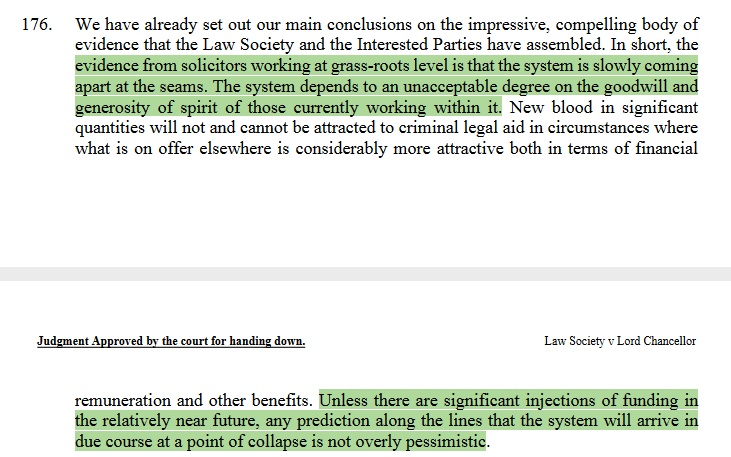 176. We have already set out our main conclusions on the impressive, compelling body of
evidence that the Law Society and the Interested Parties have assembled. In short, the
evidence from solicitors working at grass-roots level is that the system is slowly coming
apart at the seams. The system depends to an unacceptable degree on the goodwill and
generosity of spirit of those currently working within it. New blood in significant
quantities will not and cannot be attracted to criminal legal aid in circumstances where
what is on offer elsewhere is considerably more attractive both in terms of financial
Judgment Approved by the court for handing down. Law Society v Lord Chancellor
remuneration and other benefits. Unless there are significant injections of funding in
the relatively near future, any prediction along the lines that the system will arrive in
due course at a point of collapse is not overly pessimistic.